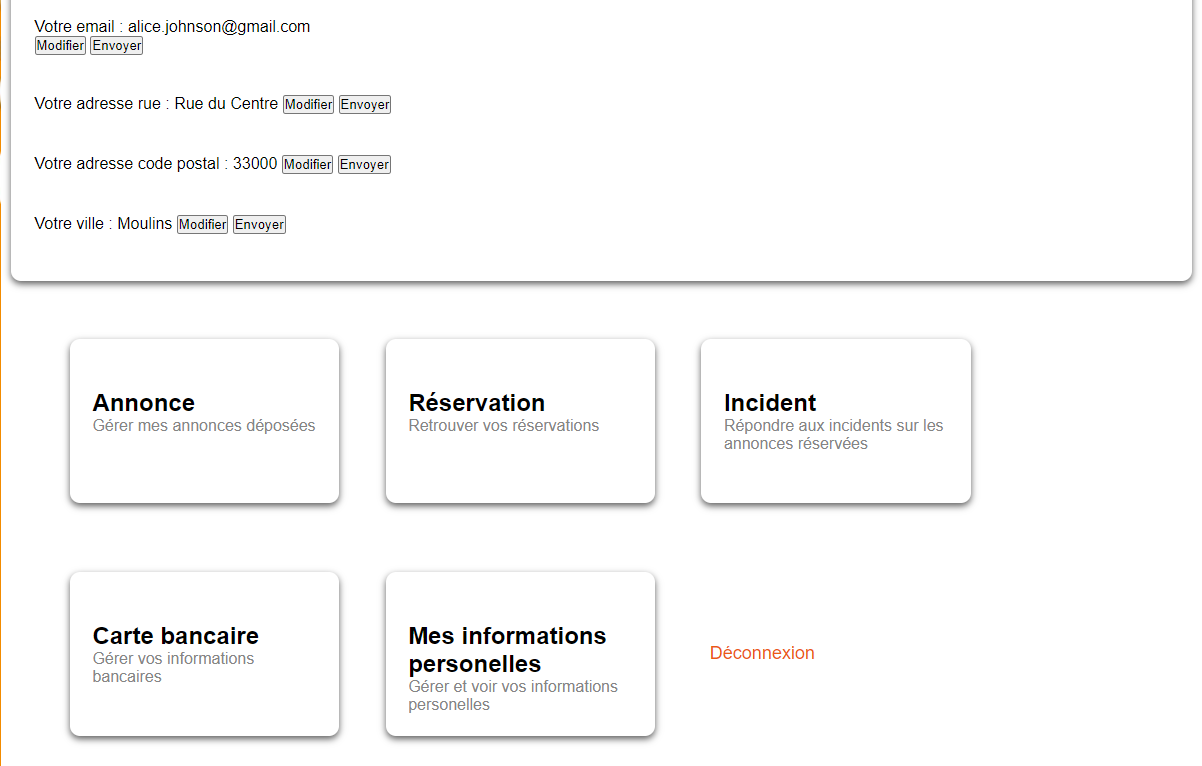 Votre email : alice.johnson@gmail.com
Modifier Envoyer
Votre adresse rue : Rue du Centre Modifier Envoyer
Votre adresse code postal : 33000 Modifier Envoyer
Votre ville : Moulins Modifier Envoyer
Annonce
Gérer mes annonces déposées
Réservation
Retrouver vos réservations
Incident
Répondre aux incidents sur les
annonces réservées
Carte bancaire
Gérer vos informations
bancaires
Mes informations
personelles
Gérer et voir vos informations
personelles
Déconnexion